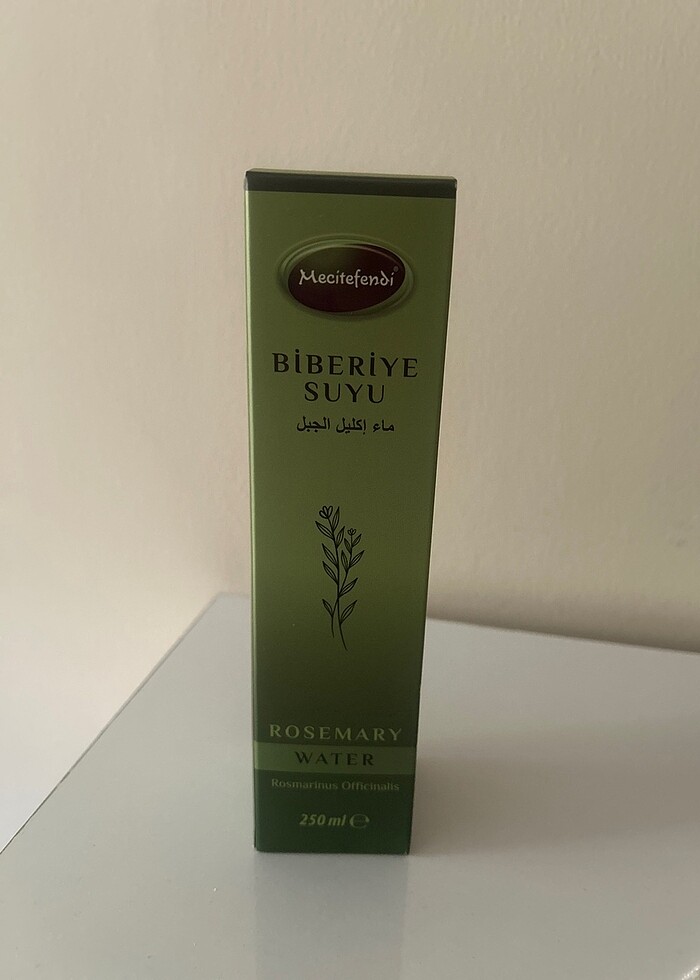 Mecitefendi®
BİBERİYE
SUYU
ماء إكليل الجبل
ROSEMARY
WATER
Rosmarinus Officinalis
250 ml ℮